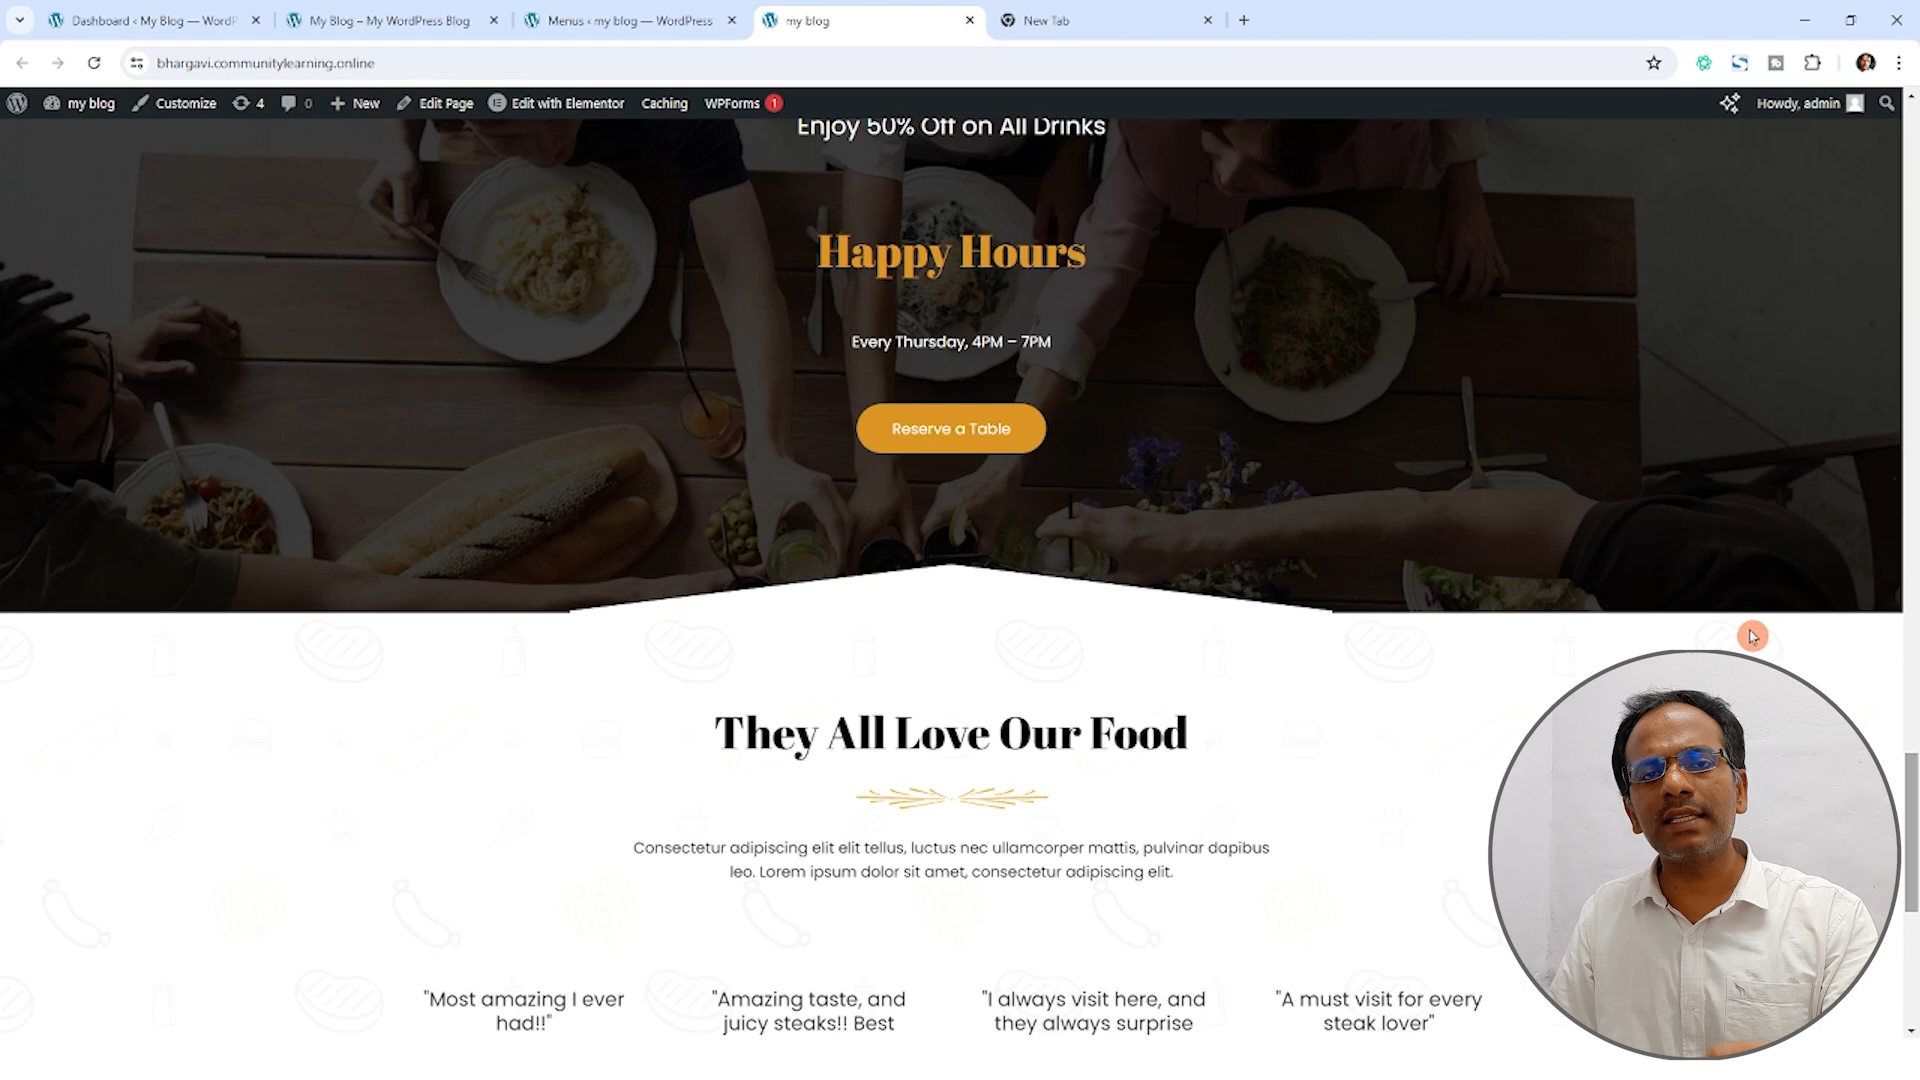 Dashboard ‹ My Blog — WordP
My Blog – My WordPress Blog
Menus ‹ my blog — WordPress
my blog
New Tab
bhargavi.communitylearning.online
my blog
Customize
4
0
New
Edit Page
Edit with Elementor
Caching
WPForms 1
Howdy, admin
Enjoy 50% Off on All Drinks
Happy Hours
Every Thursday, 4PM – 7PM
Reserve a Table
They All Love Our Food
Consectetur adipiscing elit elit tellus, luctus nec ullamcorper mattis, pulvinar dapibus
leo. Lorem ipsum dolor sit amet, consectetur adipiscing elit.
"Most amazing I ever
had!!"
"Amazing taste, and
juicy steaks!! Best
"I always visit here, and
they always surprise
"A must visit for every
steak lover"